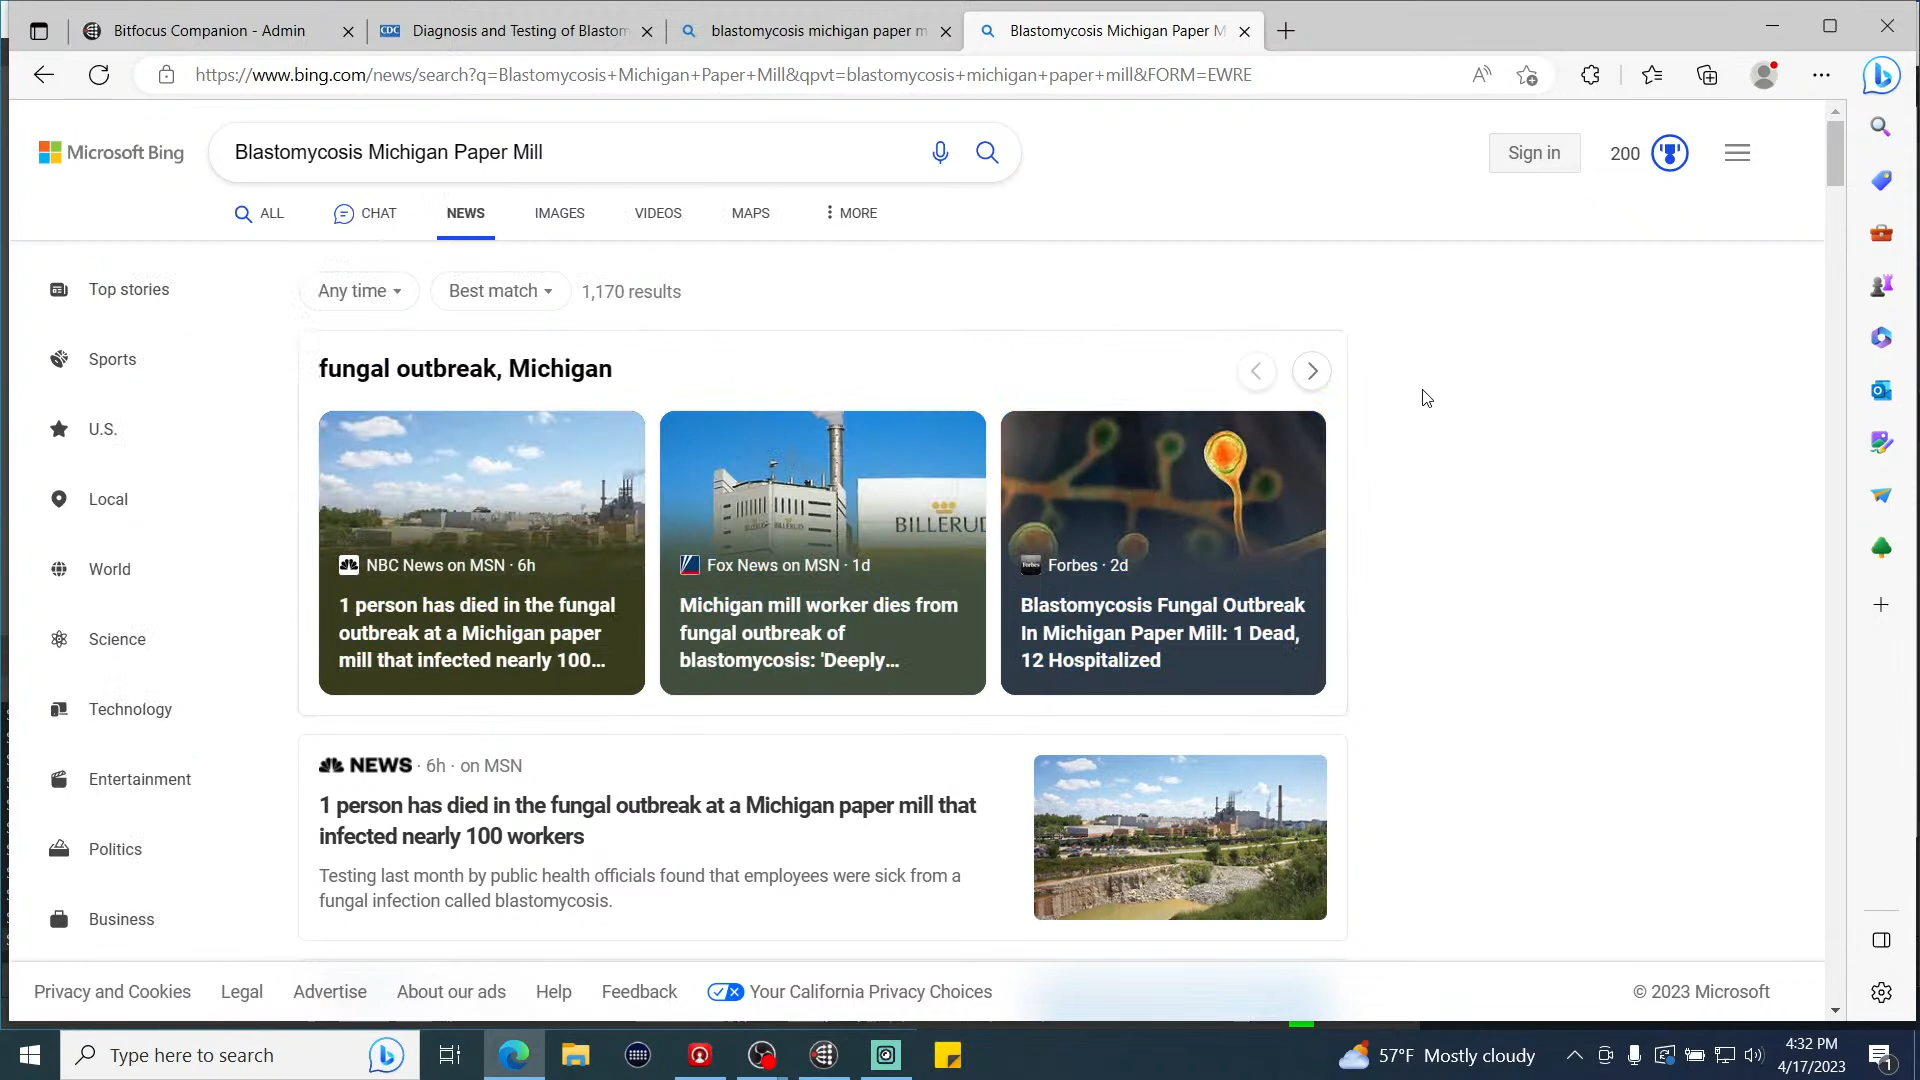 Bitfocus Companion - Admin
CDC
Diagnosis and Testing of Blastom
blastomycosis michigan paper m
Blastomycosis Michigan Paper M
https://www.bing.com/news/search?q=Blastomycosis+Michigan+Paper+Mill&qpvt=blastomycosis+michigan+paper+mill&FORM=EWRE
Microsoft Bing
Blastomycosis Michigan Paper Mill
Sign in
200
ALL
CHAT
NEWS
IMAGES
VIDEOS
MAPS
MORE
Top stories
Sports
U.S.
Local
World
Science
Technology
Entertainment
Politics
Business
Any time
Best match
1,170 results
fungal outbreak, Michigan
NBC News on MSN · 6h
1 person has died in the fungal
outbreak at a Michigan paper
mill that infected nearly 100...
BILLERUD
Fox News on MSN · 1d
Michigan mill worker dies from
fungal outbreak of
blastomycosis: 'Deeply...
Forbes · 2d
Blastomycosis Fungal Outbreak
In Michigan Paper Mill: 1 Dead,
12 Hospitalized
NEWS · 6h · on MSN
1 person has died in the fungal outbreak at a Michigan paper mill that
infected nearly 100 workers
Testing last month by public health officials found that employees were sick from a
fungal infection called blastomycosis.
Privacy and Cookies
Legal
Advertise
About our ads
Help
Feedback
Your California Privacy Choices
© 2023 Microsoft
Type here to search
57°F Mostly cloudy
4:32 PM
4/17/2023
1